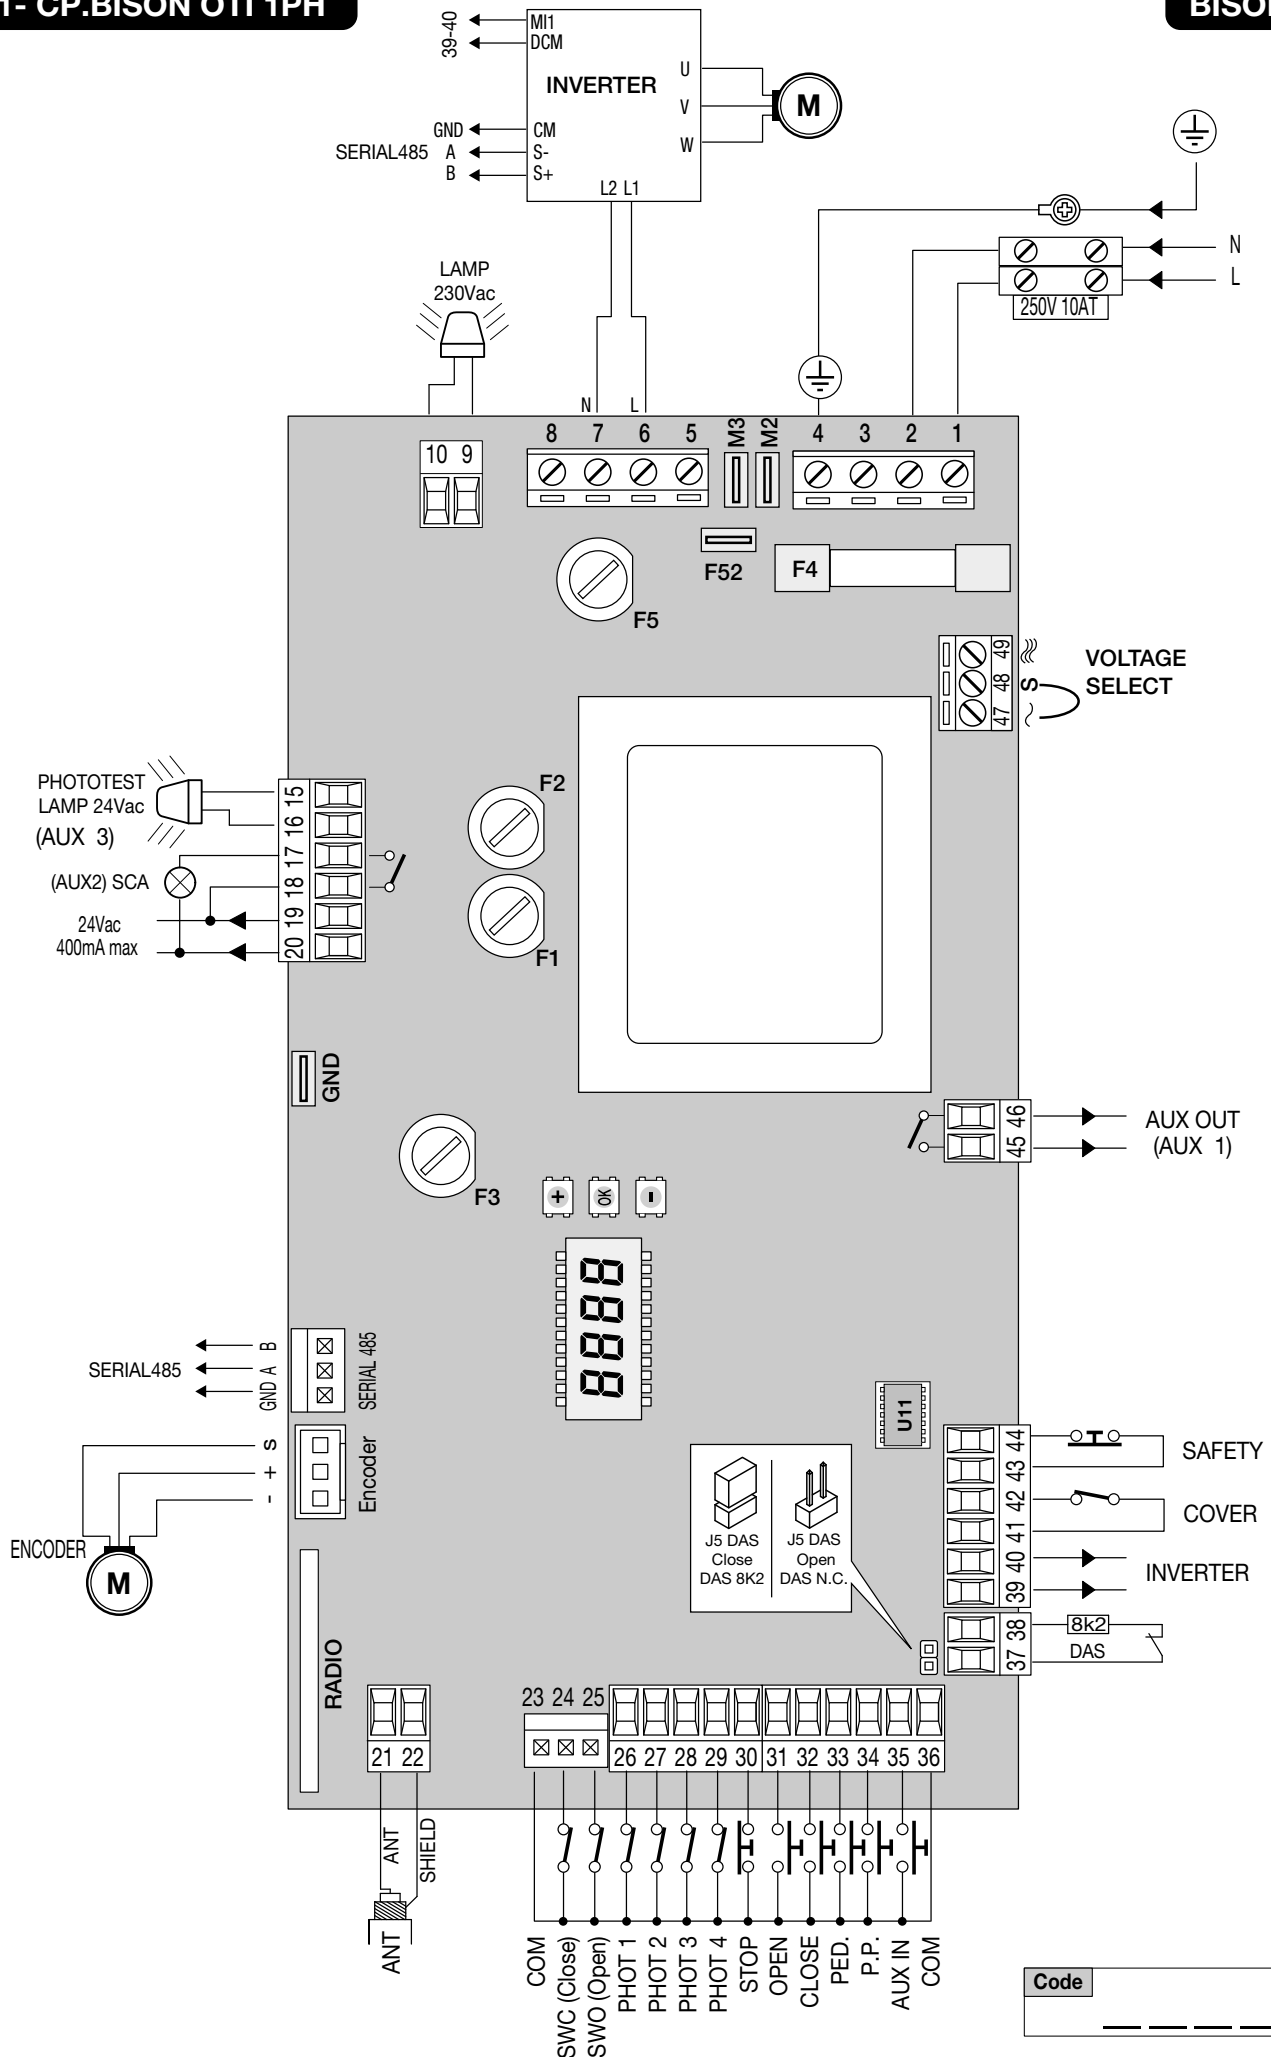 1- CP.BISON OTI 1PH
39-40
MI1
DCM
INVERTER
U
V
W
M
GND
CM
SERIAL485
A
S-
B
S+
L2 L1
N
L
250V 10AT
LAMP
230Vac
N
L
10 9
8 7 6 5
M3
M2
4 3 2 1
F52
F4
F5
49
48
47
S
VOLTAGE
SELECT
PHOTOTEST
LAMP 24Vac
(AUX 3)
(AUX2) SCA
24Vac
400mA max
15
16
17
18
19
20
F2
F1
GND
F3
+
OK
-
8888
46
45
AUX OUT
(AUX 1)
SERIAL485
B
A
GND
SERIAL 485
S
+
-
Encoder
ENCODER
M
U11
J5 DAS
Close
DAS 8K2
J5 DAS
Open
DAS N.C.
44
43
42
41
40
39
38
37
SAFETY
COVER
INVERTER
8k2
DAS
RADIO
21 22
ANT
SHIELD
ANT
23 24 25
26 27 28 29 30 31 32 33 34 35 36
COM
SWC (Close)
SWO (Open)
PHOT 1
PHOT 2
PHOT 3
PHOT 4
STOP
OPEN
CLOSE
PED.
P.P.
AUX IN
COM
Code